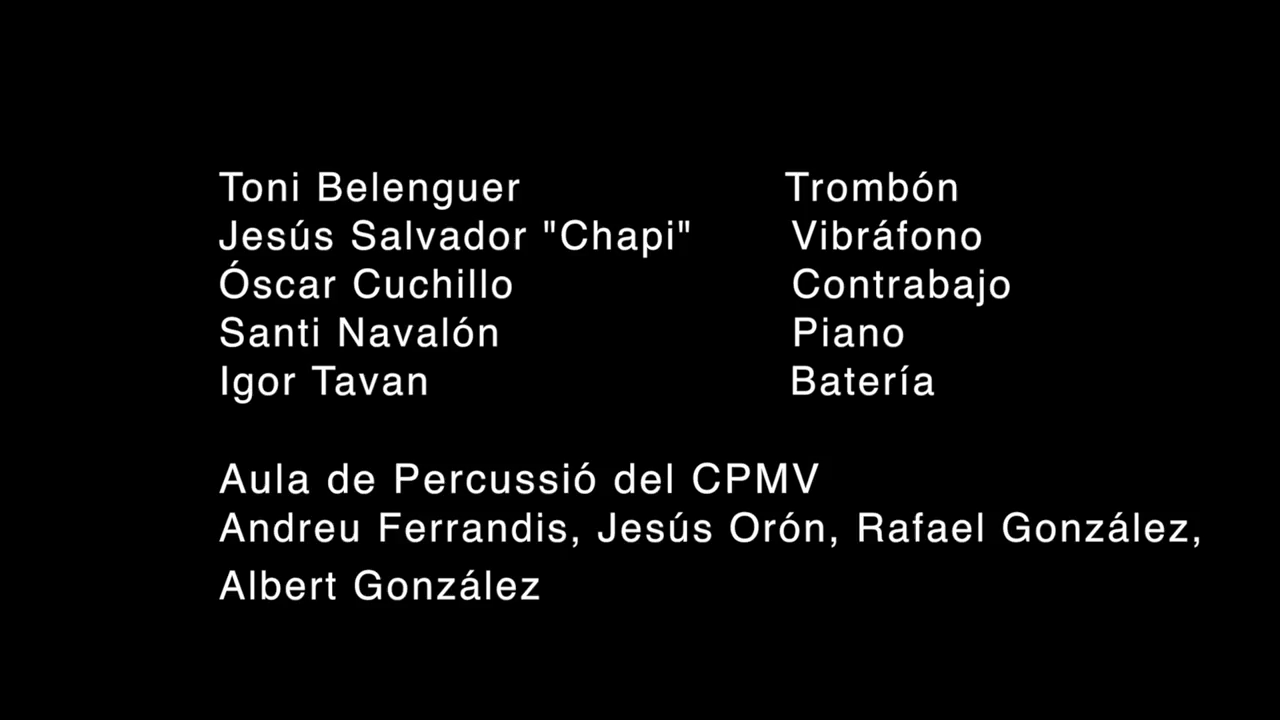 Toni Belenguer Trombón
Jesús Salvador "Chapi" Vibráfono
Óscar Cuchillo Contrabajo
Santi Navalón Piano
Igor Tavan Batería
Aula de Percussió del CPMV
Andreu Ferrandis, Jesús Orón, Rafael González,
Albert González